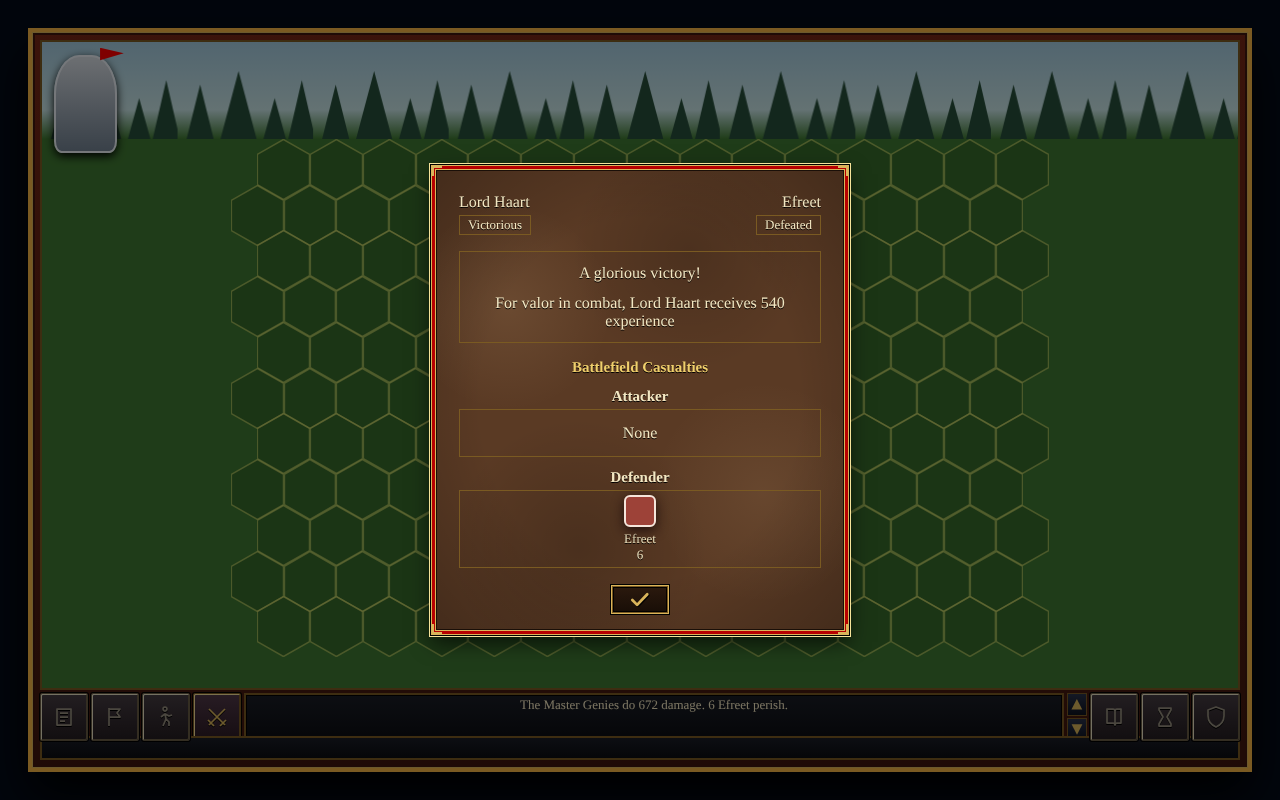 Lord Haart
Efreet
Victorious
Defeated
A glorious victory!
For valor in combat, Lord Haart receives 540
experience
Battlefield Casualties
Attacker
None
Defender
Efreet
6
The Master Genies do 672 damage. 6 Efreet perish.